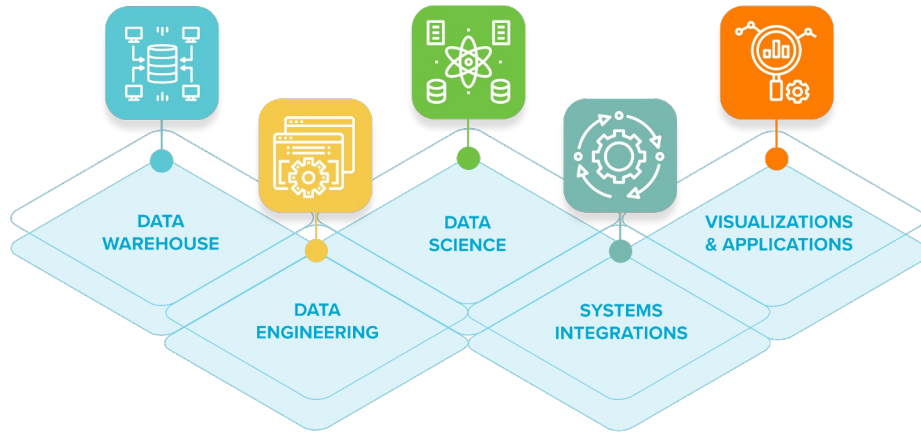 DATA
WAREHOUSE
DATA
ENGINEERING
DATA
SCIENCE
SYSTEMS
INTEGRATIONS
VISUALIZATIONS
& APPLICATIONS